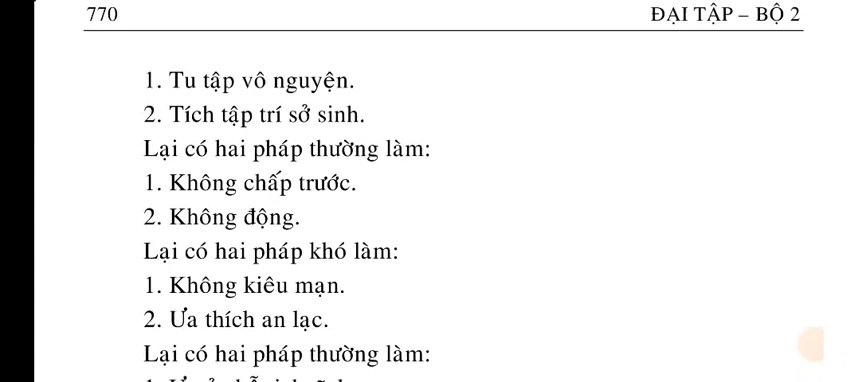 770 ĐẠI TẬP – BỘ 2
1. Tu tập vô nguyện.
2. Tích tập trí sở sinh.
Lại có hai pháp thường làm:
1. Không chấp trước.
2. Không động.
Lại có hai pháp khó làm:
1. Không kiêu mạn.
2. Ưa thích an lạc.
Lại có hai pháp thường làm:
1.